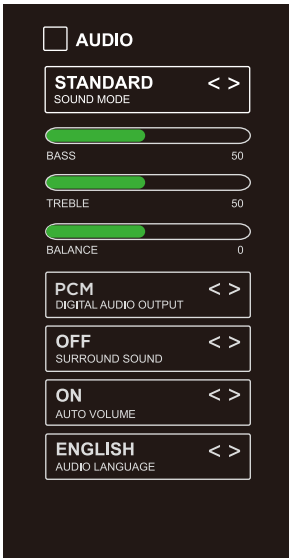 AUDIO
STANDARD < >
SOUND MODE
BASS 50
TREBLE 50
BALANCE 0
PCM < >
DIGITAL AUDIO OUTPUT
OFF < >
SURROUND SOUND
ON < >
AUTO VOLUME
ENGLISH < >
AUDIO LANGUAGE